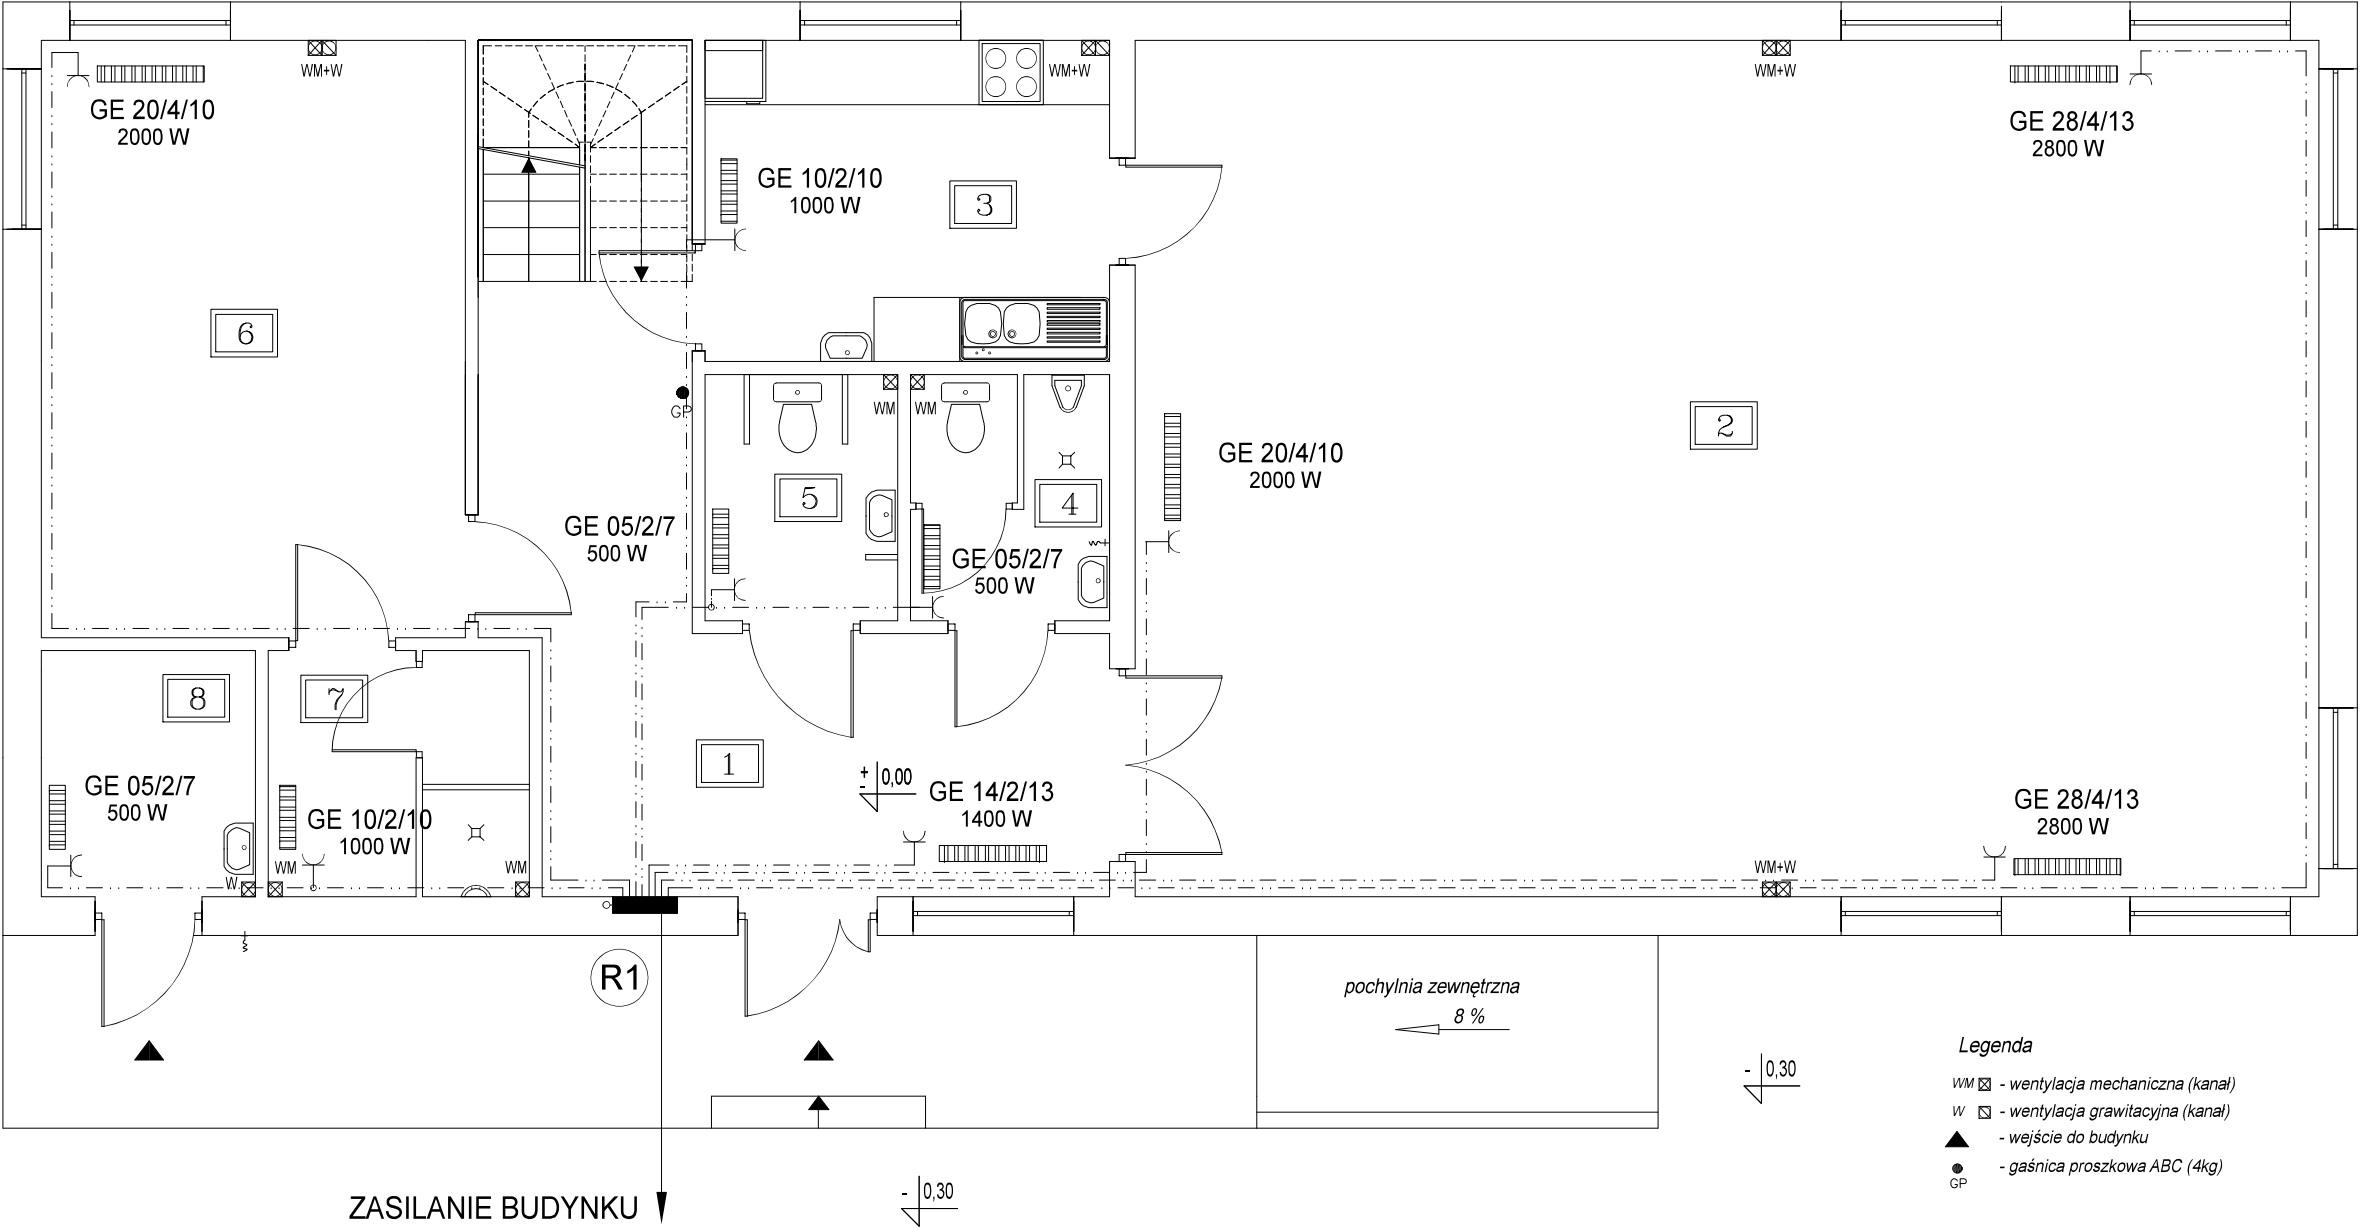 WM+W
GE 20/4/10
2000 W
WM+W
WM+W
GE 28/4/13
2800 W
GE 10/2/10
1000 W
3
6
GP
WM
WM
2
GE 20/4/10
2000 W
5
4
GE 05/2/7
500 W
GE 05/2/7
500 W
8
7
1
+
-
0,00
GE 14/2/13
1400 W
GE 05/2/7
500 W
GE 10/2/10
1000 W
GE 28/4/13
2800 W
W
WM
WM
WM+W
R1
pochylnia zewnętrzna
8 %
Legenda
- 0,30
WM - wentylacja mechaniczna (kanał)
W - wentylacja grawitacyjna (kanał)
- wejście do budynku
- gaśnica proszkowa ABC (4kg)
GP
- 0,30
ZASILANIE BUDYNKU